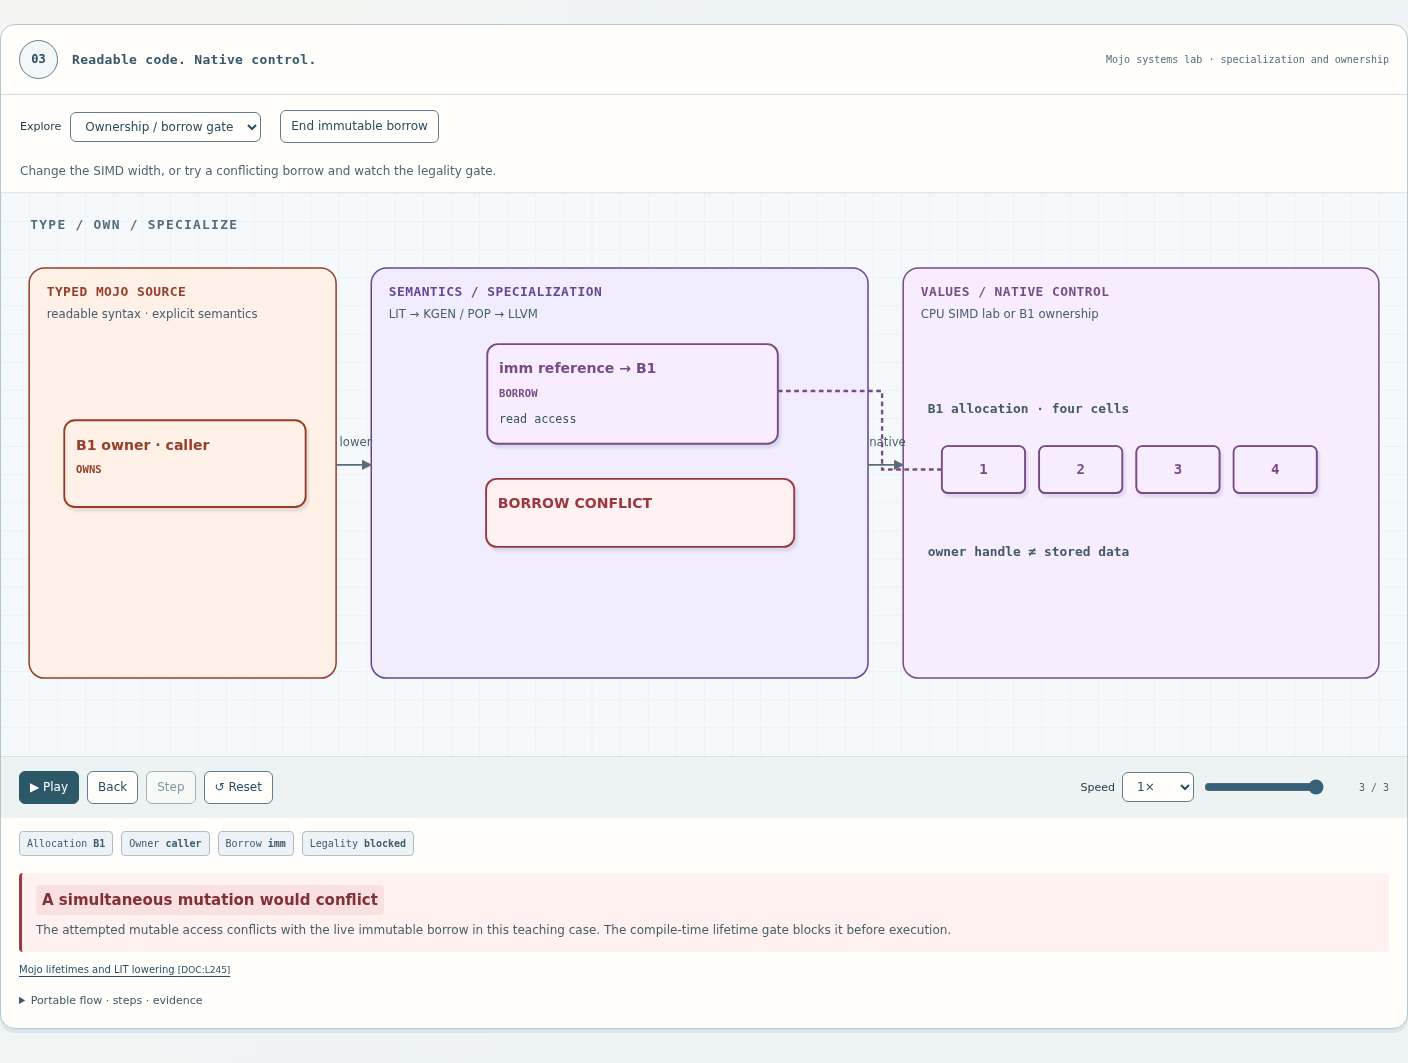 03
Readable code. Native control.
Mojo systems lab · specialization and ownership
Explore
Ownership / borrow gate
End immutable borrow
Change the SIMD width, or try a conflicting borrow and watch the legality gate.
TYPE / OWN / SPECIALIZE
TYPED MOJO SOURCE
readable syntax · explicit semantics
B1 owner · caller
OWNS
lower
SEMANTICS / SPECIALIZATION
LIT → KGEN / POP → LLVM
imm reference → B1
BORROW
read access
BORROW CONFLICT
native
VALUES / NATIVE CONTROL
CPU SIMD lab or B1 ownership
B1 allocation · four cells
1 2 3 4
owner handle ≠ stored data
▶ Play
Back
Step
↺ Reset
Speed
1×
3 / 3
Allocation B1
Owner caller
Borrow imm
Legality blocked
A simultaneous mutation would conflict
The attempted mutable access conflicts with the live immutable borrow in this teaching case. The compile-time lifetime gate blocks it before execution.
Mojo lifetimes and LIT lowering [DOC:L245]
▶ Portable flow · steps · evidence